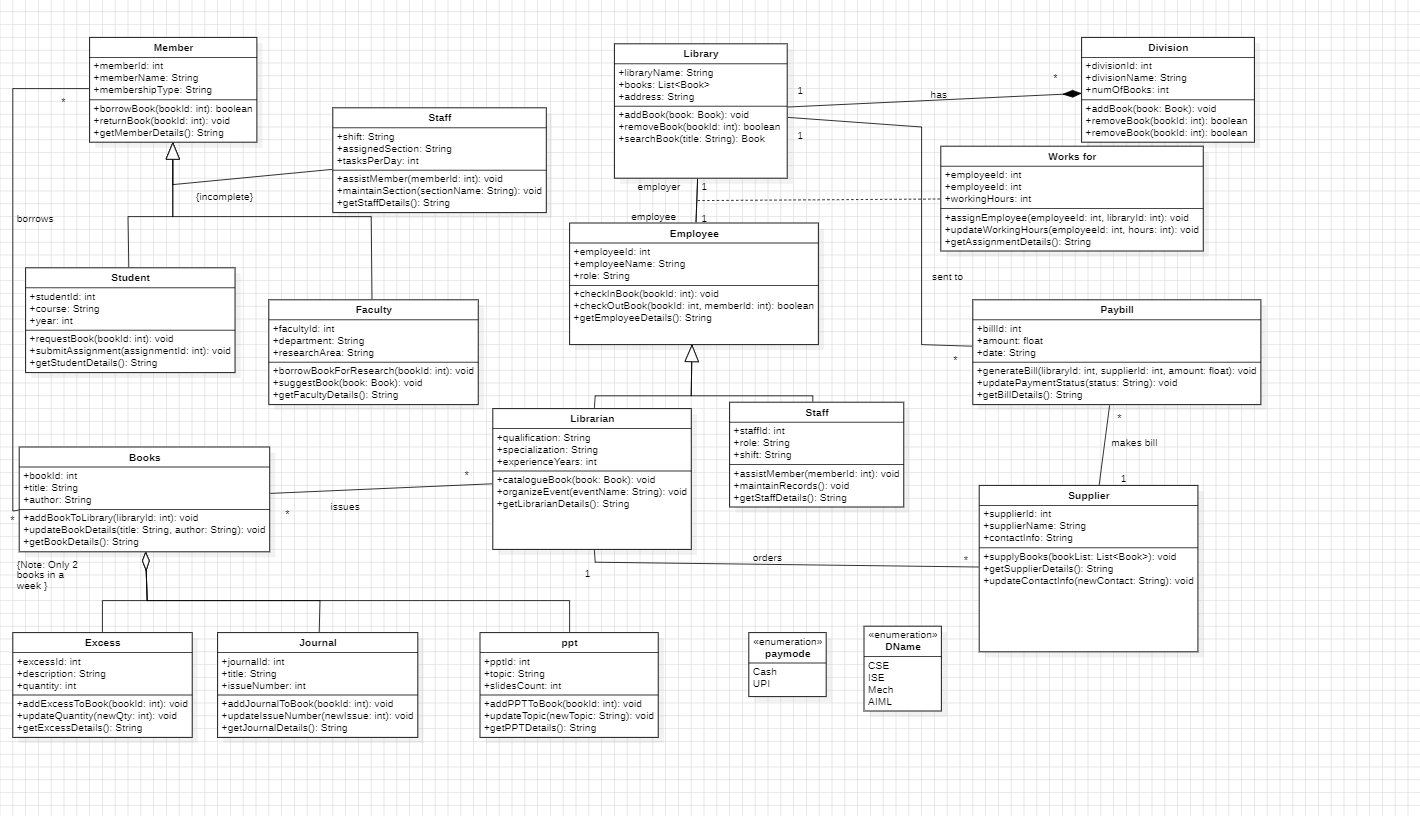 Member
+memberId: int
+memberName: String
+membershipType: String
+borrowBook(bookId: int): boolean
+returnBook(bookId: int): void
+getMemberDetails(): String
*
Staff
+shift: String
+assignedSection: String
+tasksPerDay: int
+assistMember(memberId: int): void
+maintainSection(sectionName: String): void
+getStaffDetails(): String
{incomplete}
borrows
Library
+libraryName: String
+books: List<Book>
+address: String
+addBook(book: Book): void
+removeBook(bookId: int): boolean
+searchBook(title: String): Book
1
has
*
1
Division
+divisionId: int
+divisionName: String
+numOfBooks: int
+addBook(book: Book): void
+removeBook(bookId: int): boolean
+removeBook(bookId: int): boolean
Works for
+employeeId: int
+employeeId: int
+workingHours: int
+assignEmployee(employeeId: int, libraryId: int): void
+updateWorkingHours(employeeId: int, hours: int): void
+getAssignmentDetails(): String
employer
1
employee
1
Employee
+employeeId: int
+employeeName: String
+role: String
+checkInBook(bookId: int): void
+checkOutBook(bookId: int, memberId: int): boolean
+getEmployeeDetails(): String
sent to
*
Student
+studentId: int
+course: String
+year: int
+requestBook(bookId: int): void
+submitAssignment(assignmentId: int): void
+getStudentDetails(): String
Faculty
+facultyId: int
+department: String
+researchArea: String
+borrowBookForResearch(bookId: int): void
+suggestBook(book: Book): void
+getFacultyDetails(): String
Paybill
+billId: int
+amount: float
+date: String
+generateBill(libraryId: int, supplierId: int, amount: float): void
+updatePaymentStatus(status: String): void
+getBillDetails(): String
*
makes bill
1
Librarian
+qualification: String
+specialization: String
+experienceYears: int
+catalogueBook(book: Book): void
+organizeEvent(eventName: String): void
+getLibrarianDetails(): String
Staff
+staffId: int
+role: String
+shift: String
+assistMember(memberId: int): void
+maintainRecords(): void
+getStaffDetails(): String
Books
+bookId: int
+title: String
+author: String
+addBookToLibrary(libraryId: int): void
+updateBookDetails(title: String, author: String): void
+getBookDetails(): String
*
*
issues
*
Supplier
+supplierId: int
+supplierName: String
+contactInfo: String
+supplyBooks(bookList: List<Book>): void
+getSupplierDetails(): String
+updateContactInfo(newContact: String): void
1
orders
*
{Note: Only 2
books in a
week }
Excess
+excessId: int
+description: String
+quantity: int
+addExcessToBook(bookId: int): void
+updateQuantity(newQty: int): void
+getExcessDetails(): String
Journal
+journalId: int
+title: String
+issueNumber: int
+addJournalToBook(bookId: int): void
+updateIssueNumber(newIssue: int): void
+getJournalDetails(): String
ppt
+pptId: int
+topic: String
+slidesCount: int
+addPPTToBook(bookId: int): void
+updateTopic(newTopic: String): void
+getPPTDetails(): String
«enumeration»
paymode
Cash
UPI
«enumeration»
DName
CSE
ISE
Mech
AIML